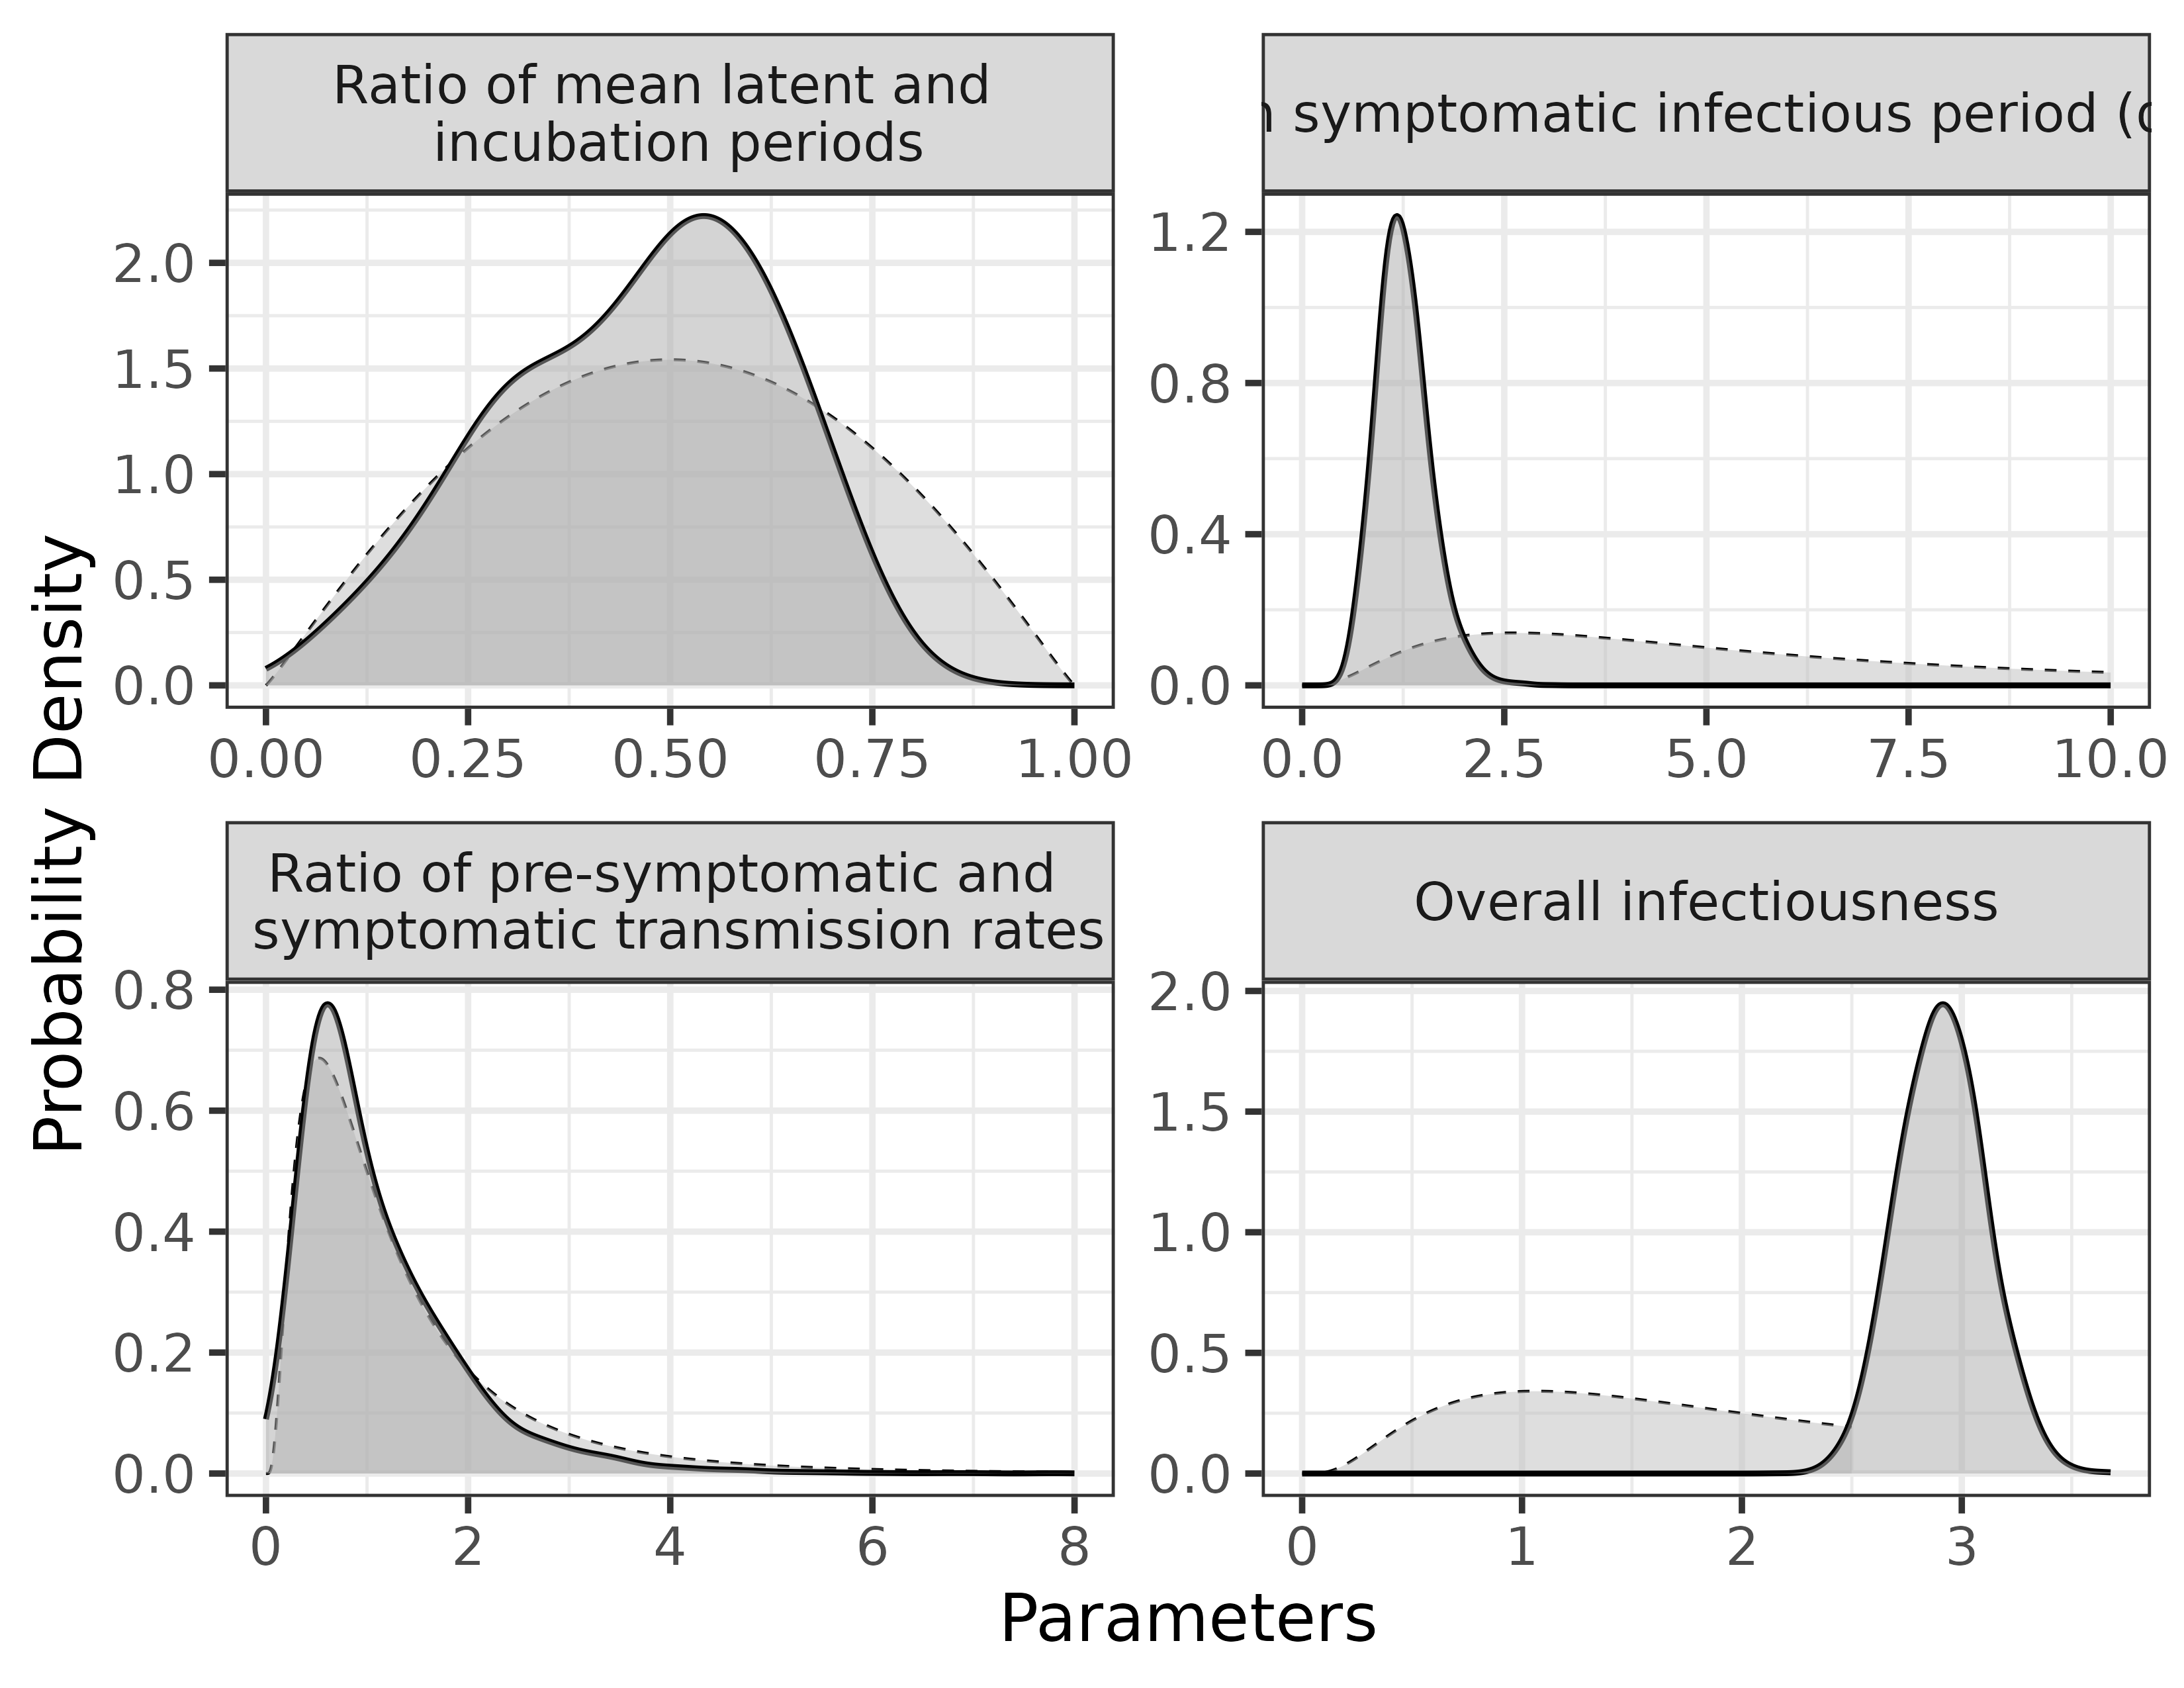 Ratio of mean latent and
incubation periods
symptomatic infectious period
2.0
1.5
1.0
0.5
0.0
0.00 0.25 0.50 0.75 1.00
1.2
0.8
0.4
0.0
0.0 2.5 5.0 7.5 10.0
Ratio of pre-symptomatic and
symptomatic transmission rates
Overall infectiousness
0.8
0.6
0.4
0.2
0.0
0 2 4 6 8
2.0
1.5
1.0
0.5
0.0
0 1 2 3
Probability Density
Parameters